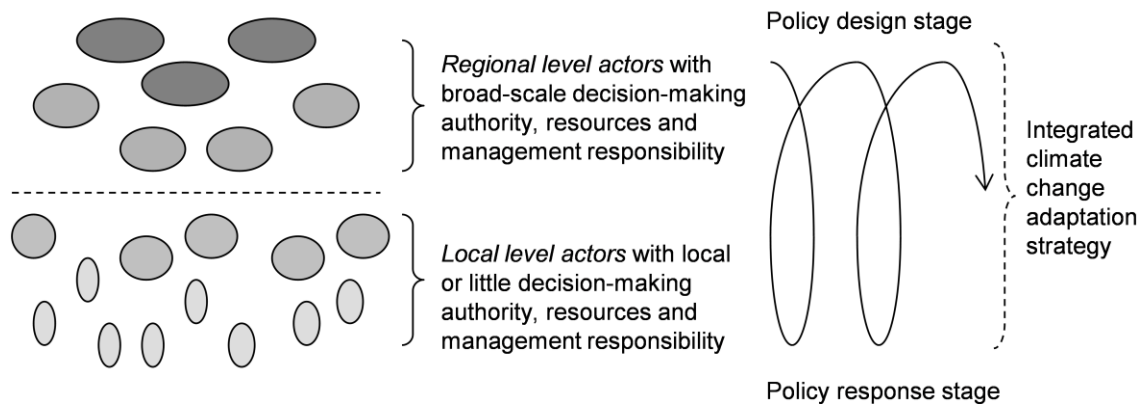 Policy design stage
Regional level actors with
broad-scale decision-making
authority, resources and
management responsibility
Integrated
climate
change
adaptation
strategy
Local level actors with local
or little decision-making
authority, resources and
management responsibility
Policy response stage